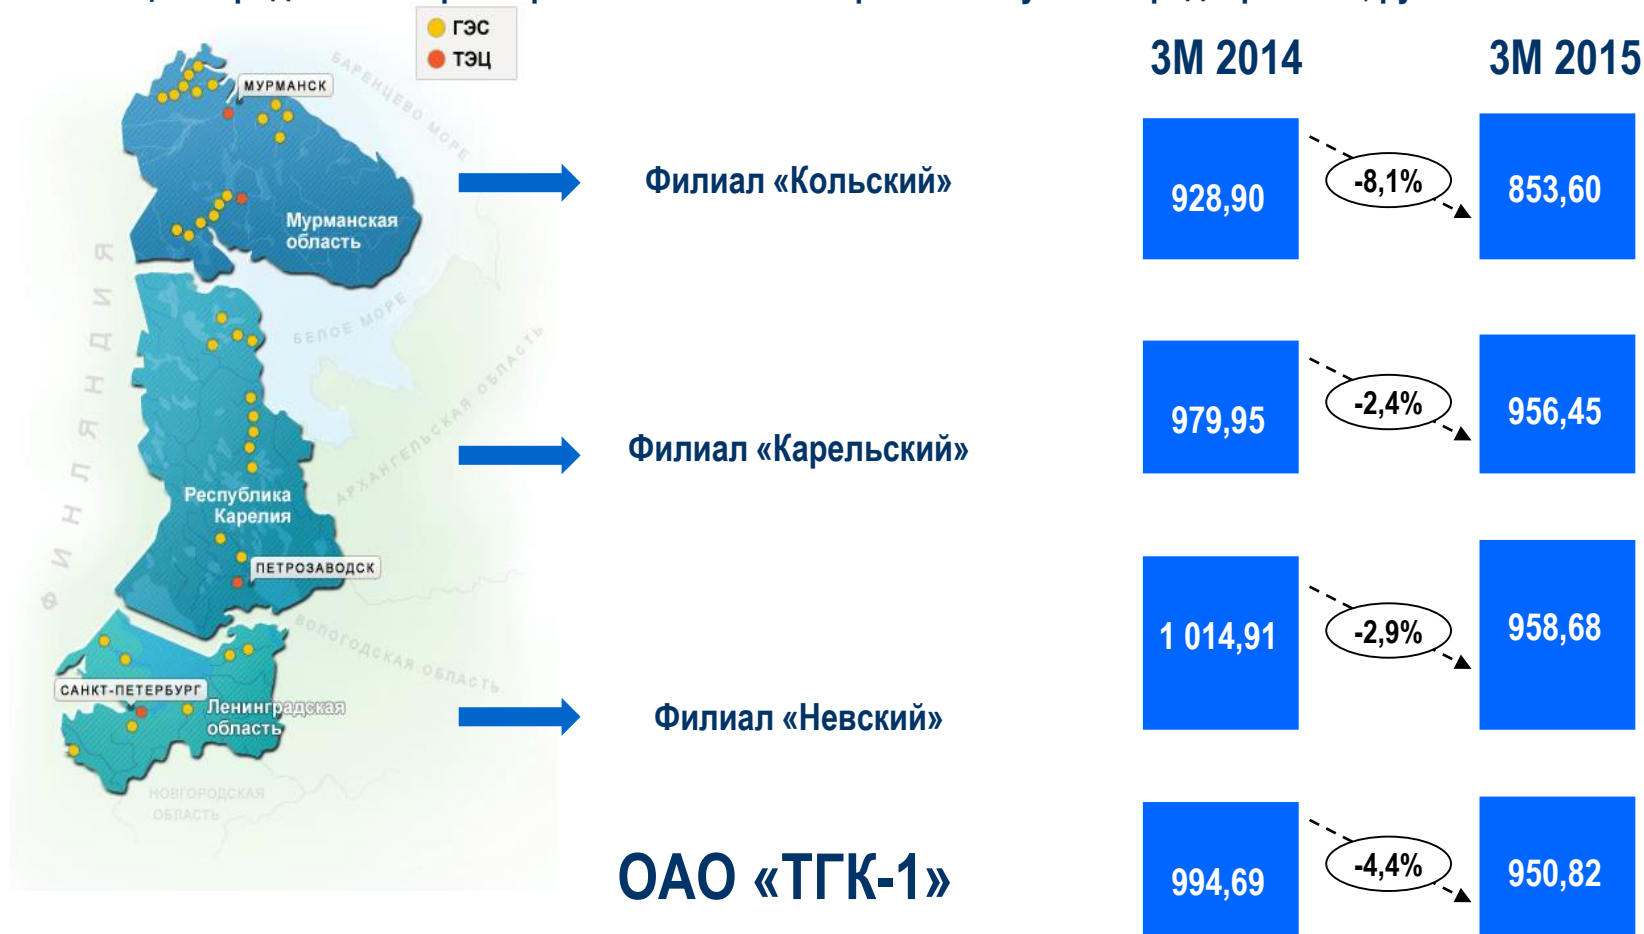 ГЭС
ТЭЦ
3М 2014
3М 2015
БАРЕНЦЕВО МОРЕ
МУРМАНСК
Мурманская
область
Филиал «Кольский»
928,90
-8,1%
853,60
ФИНЛЯНДИЯ
БЕЛОЕ МОРЕ
АРХАНГЕЛЬСКАЯ ОБЛАСТЬ
Филиал «Карельский»
979,95
-2,4%
956,45
Республика
Карелия
ПЕТРОЗАВОДСК
ВОЛОГОДСКАЯ ОБЛАСТЬ
САНКТ-ПЕТЕРБУРГ
Ленинградская
область
Филиал «Невский»
1 014,91
-2,9%
958,68
НОВГОРОДСКАЯ
ОБЛАСТЬ
ОАО «ТГК-1»
994,69
-4,4%
950,82